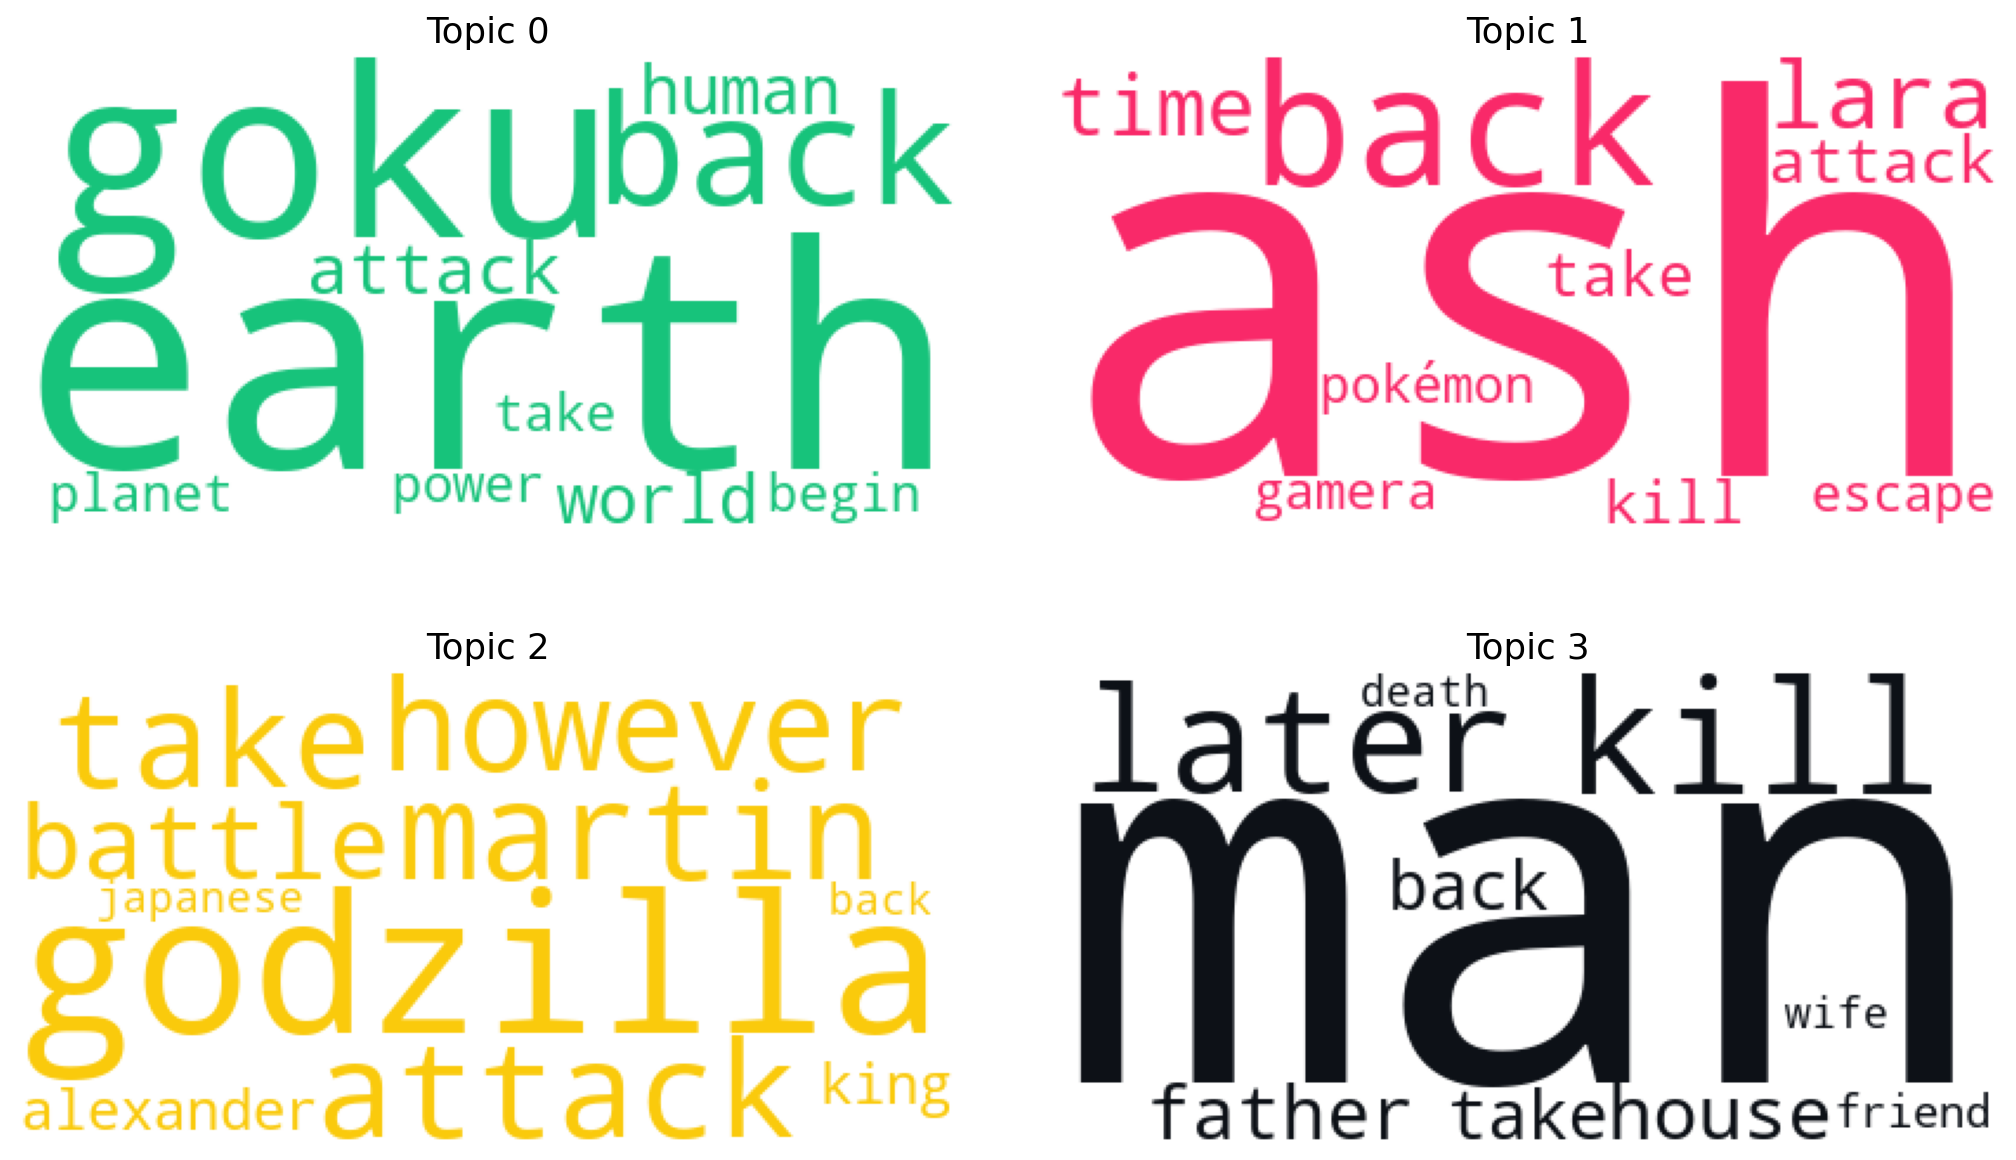 Topic 0
human
goku back
attack
earth
take
planet power world begin
Topic 1
time back lara
attack
ash
take
pokémon
gamera kill escape
Topic 2
take however
battle martin
japanese back
godzilla
alexander attack king
Topic 3
death
later kill
man
back
wife
father take house friend